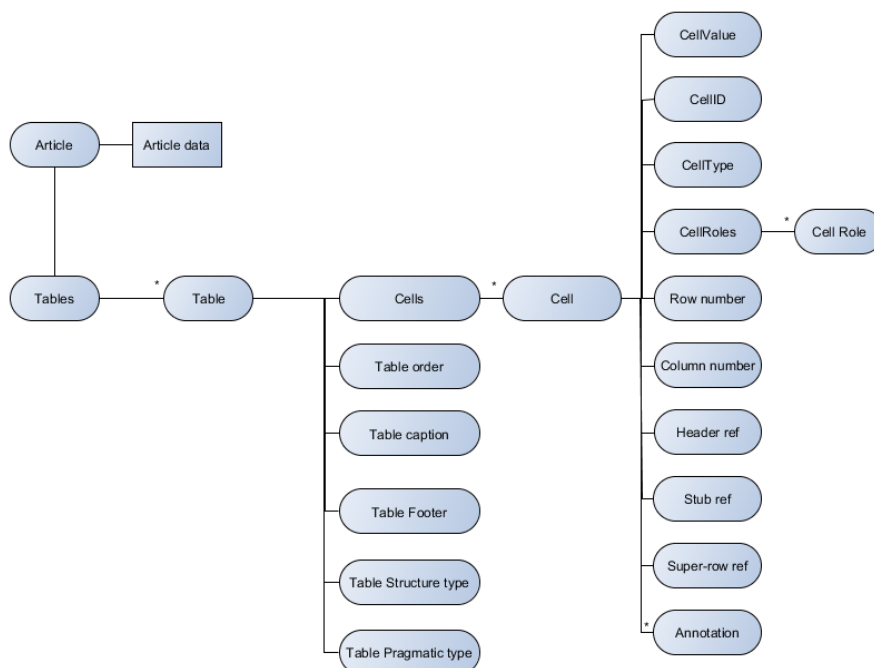 CellValue
CellID
Article
Article data
CellType
CellRoles
*
Cell Role
Tables
*
Table
Cells
*
Cell
Row number
Table order
Column number
Table caption
Header ref
Table Footer
Stub ref
Table Structure type
Super-row ref
Table Pragmatic type
*
Annotation